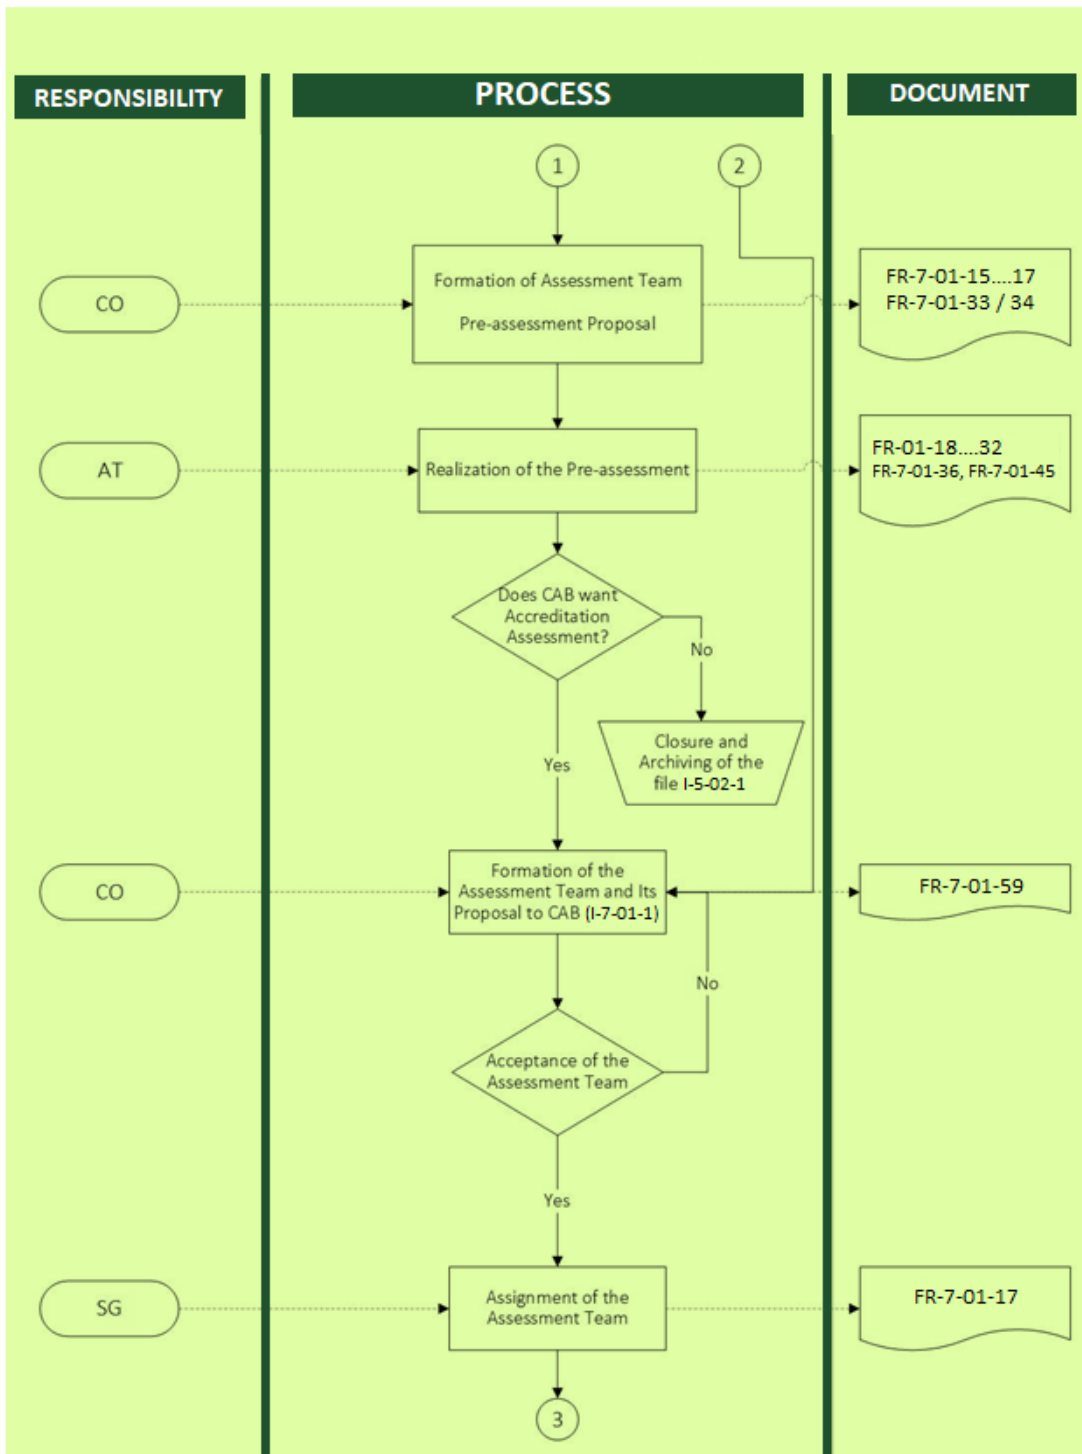 RESPONSIBILITY
PROCESS
DOCUMENT
1
2
CO
Formation of Assessment Team
Pre-assessment Proposal
FR-7-01-15....17
FR-7-01-33 / 34
AT
Realization of the Pre-assessment
FR-01-18....32
FR-7-01-36, FR-7-01-45
Does CAB want
Accreditation
Assessment?
No
Closure and
Archiving of the
file I-5-02-1
Yes
CO
Formation of the
Assessment Team and Its
Proposal to CAB (I-7-01-1)
FR-7-01-59
No
Acceptance of the
Assessment Team
Yes
SG
Assignment of the
Assessment Team
FR-7-01-17
3